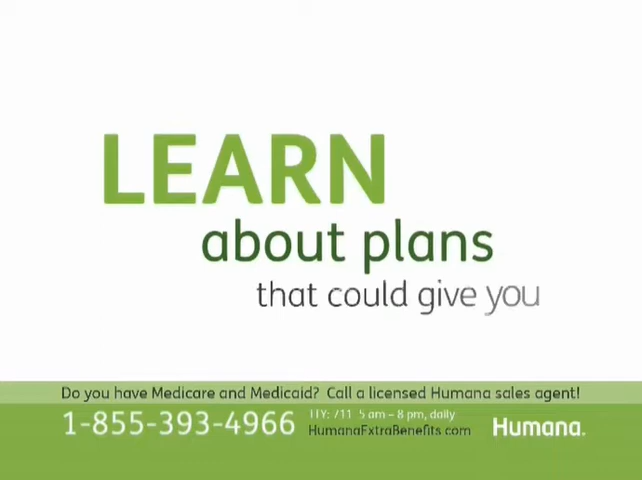 LEARN
about plans
that could give you
Do you have Medicare and Medicaid? Call a licensed Humana sales agent!
1-855-393-4966
TTY: 711 5 am – 8 pm, daily
HumanaExtraBenefits.com
Humana.